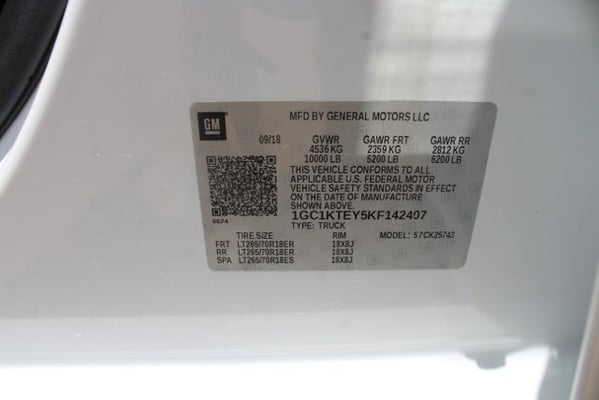 GM
MFD BY GENERAL MOTORS LLC
09/18 GVWR GAWR FRT GAWR RR
4536 KG 2359 KG 2812 KG
10000 LB 5200 LB 6200 LB
THIS VEHICLE CONFORMS TO ALL
APPLICABLE U.S. FEDERAL MOTOR
VEHICLE SAFETY STANDARDS IN EFFECT
ON THE DATE OF MANUFACTURE
SHOWN ABOVE.
1GC1KTEY5KF142407
6674
TYPE: TRUCK
TIRE SIZE RIM MODEL: 57CK25743
FRT LT265/70R18ER 18X8J
RR LT265/70R18ER 18X8J
SPA LT265/70R18ES 18X8J